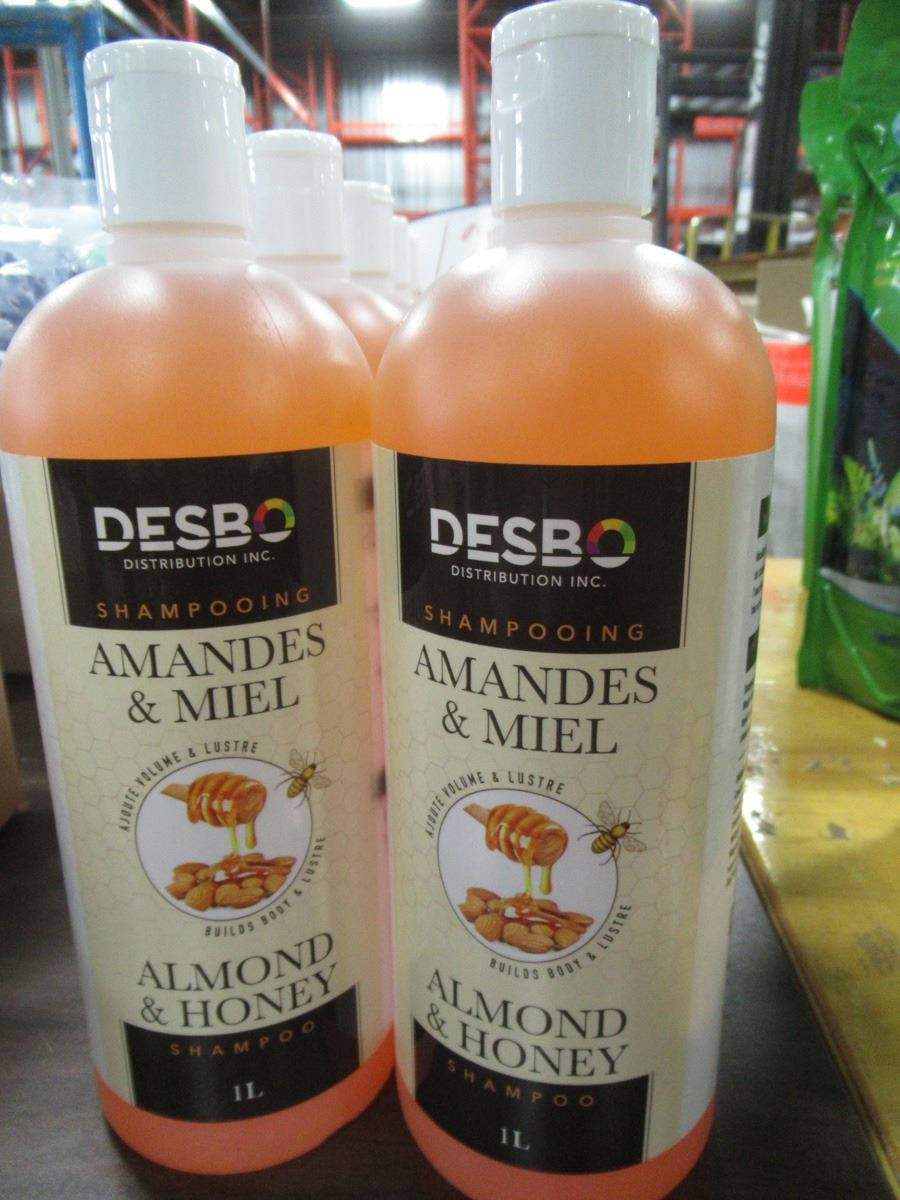 DESBO
DISTRIBUTION INC.
SHAMPOOING
AMANDES
& MIEL
AJOUTE VOLUME & LUSTRE
BUILDS BODY & LUSTRE
ALMOND
& HONEY
SHAMPOO
1L
DESBO
DISTRIBUTION INC.
SHAMPOOING
AMANDES
& MIEL
AJOUTE VOLUME & LUSTRE
BUILDS BODY & LUSTRE
ALMOND
& HONEY
SHAMPOO
1L